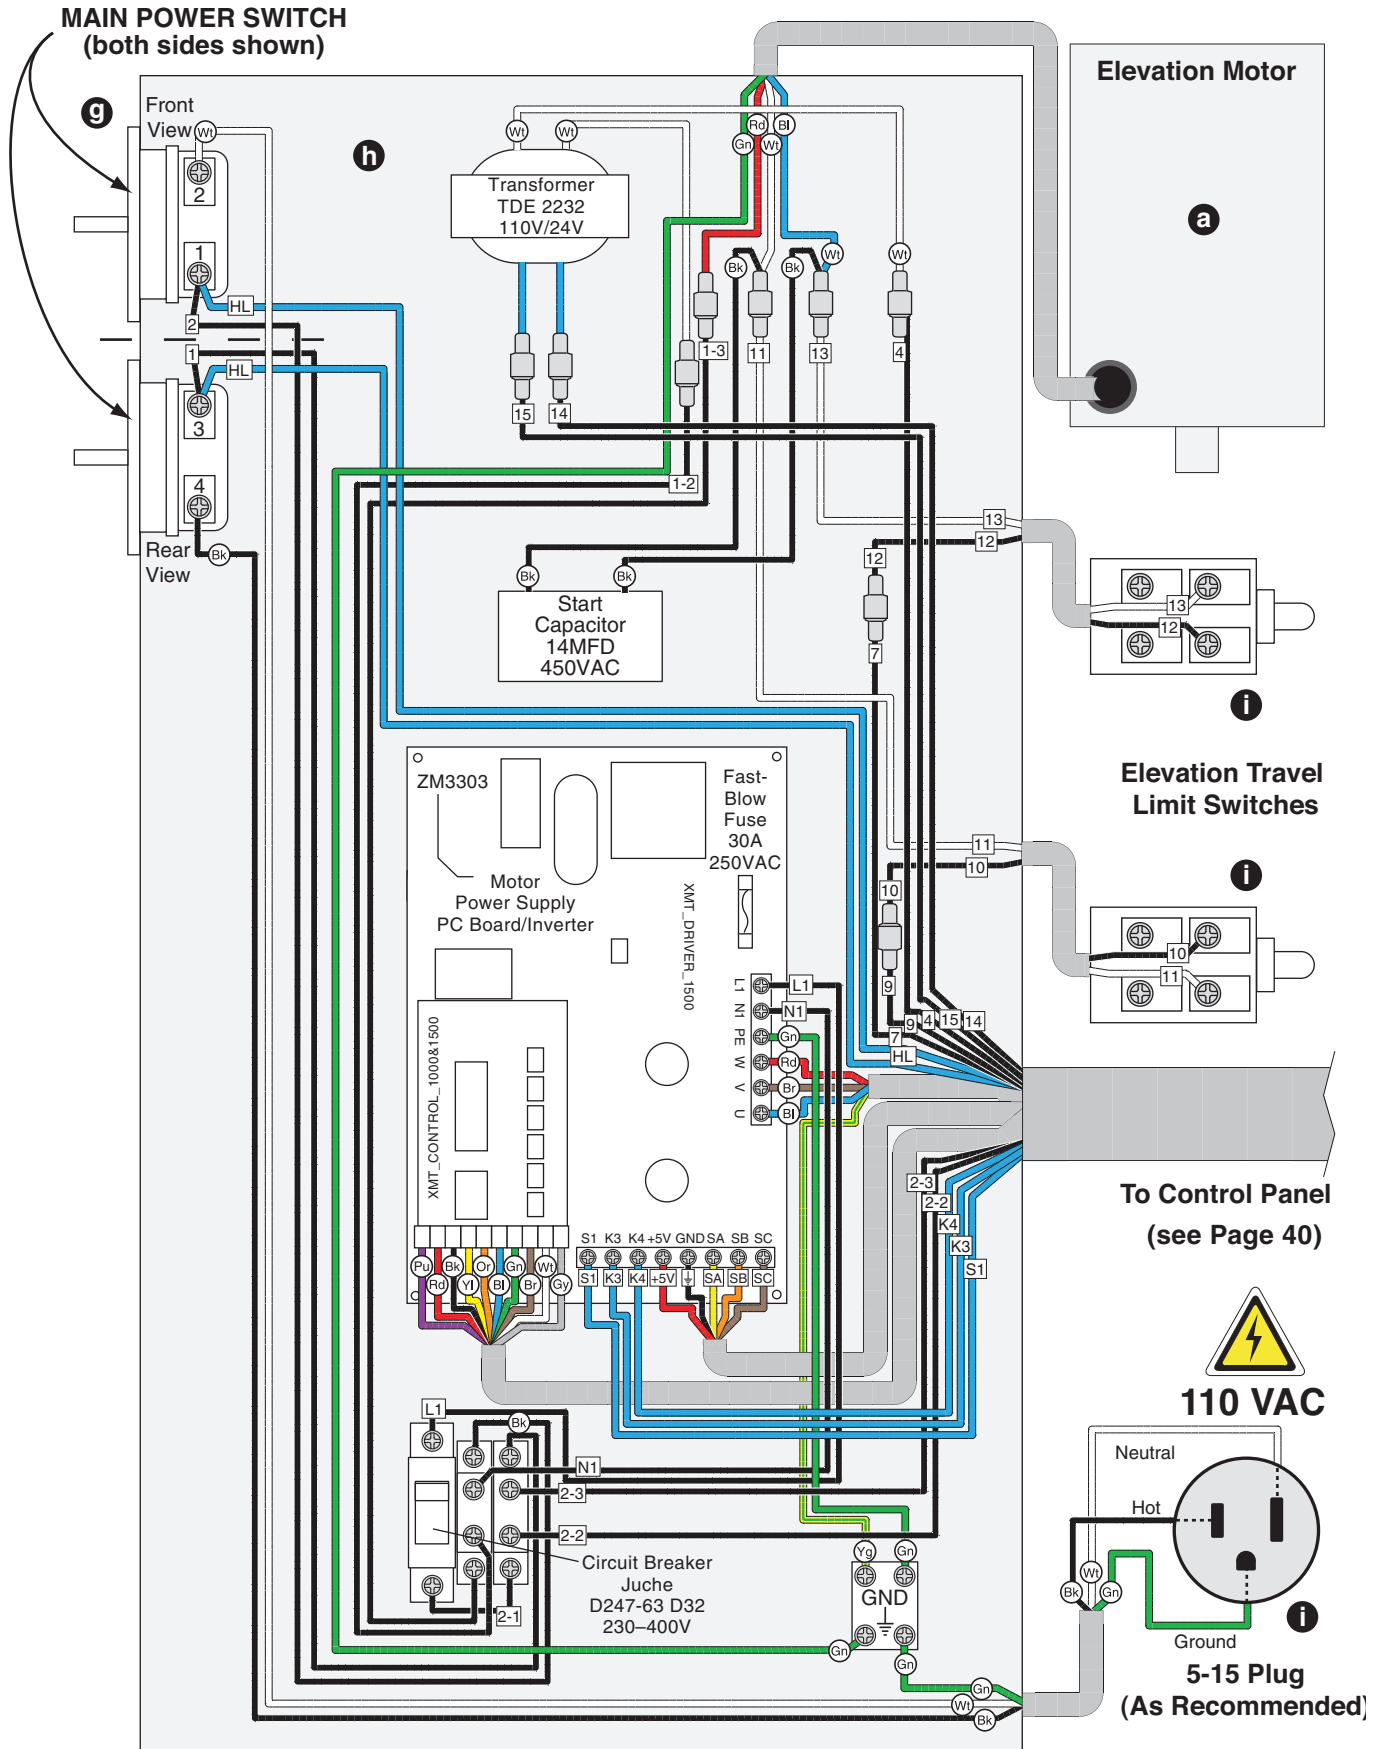 MAIN POWER SWITCH
(both sides shown)
g
Front
View
Wt
2
1
HL
2
1
HL
3
4
Rear
View
Bk
h
Wt
Wt
Transformer
TDE 2232
110V/24V
Rd
Bl
Gn
Wt
Bk
Bk
Wt
Wt
15
14
1-3
11
13
4
1-2
Elevation Motor
a
Bk
Bk
Start
Capacitor
14MFD
450VAC
13
12
12
7
13
12
i
Elevation Travel
Limit Switches
i
11
10
10
9
10
11
ZM3303
Motor
Power Supply
PC Board/Inverter
Fast-
Blow
Fuse
30A
250VAC
XMT_DRIVER_1500
XMT_CONTROL_1000&1500
L1
N1
PE
W
V
U
L1
N1
Gn
Rd
Br
Bl
9
4
15
14
7
HL
2-3
2-2
K4
K3
S1
To Control Panel
(see Page 40)
S1 K3 K4 +5V GND SA SB SC
S1 K3 K4 +5V SA SB SC
Pu
Rd
Bk
Yl
Or
Bl
Gn
Br
Wt
Gy
L1
Bk
N1
2-3
2-2
2-1
Circuit Breaker
Juche
D247-63 D32
230–400V
Yg
Gn
GND
Gn
Gn
Gn
Wt
Bk
110 VAC
Neutral
Hot
Wt
Bk
Gn
Ground
i
5-15 Plug
(As Recommended)